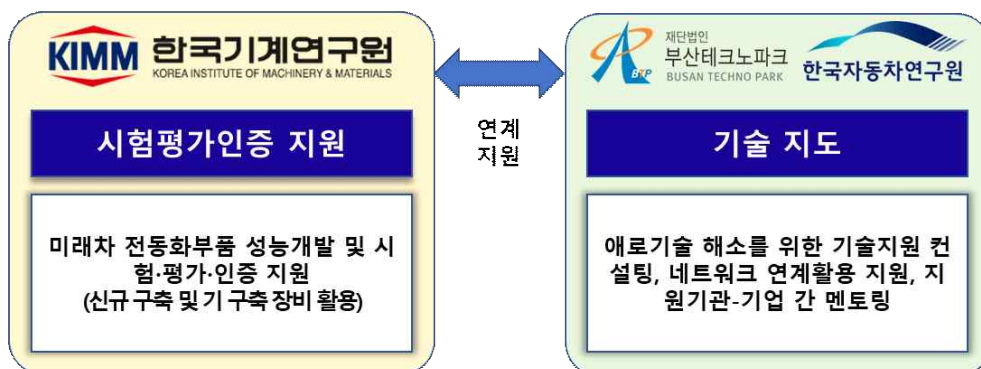 KIMM 한국기계연구원
KOREA INSTITUTE OF MACHINERY & MATERIALS
시험평가인증 지원
미래차 전동화부품 성능개발 및 시
험·평가·인증 지원
(신규 구축 및 기 구축 장비 활용)
연계
지원
재단법인
부산테크노파크
BUSAN TECHNO PARK
BTP
한국자동차연구원
기술 지도
애로기술 해소를 위한 기술지원 컨
설팅, 네트워크 연계활용 지원, 지
원기관-기업 간 멘토링